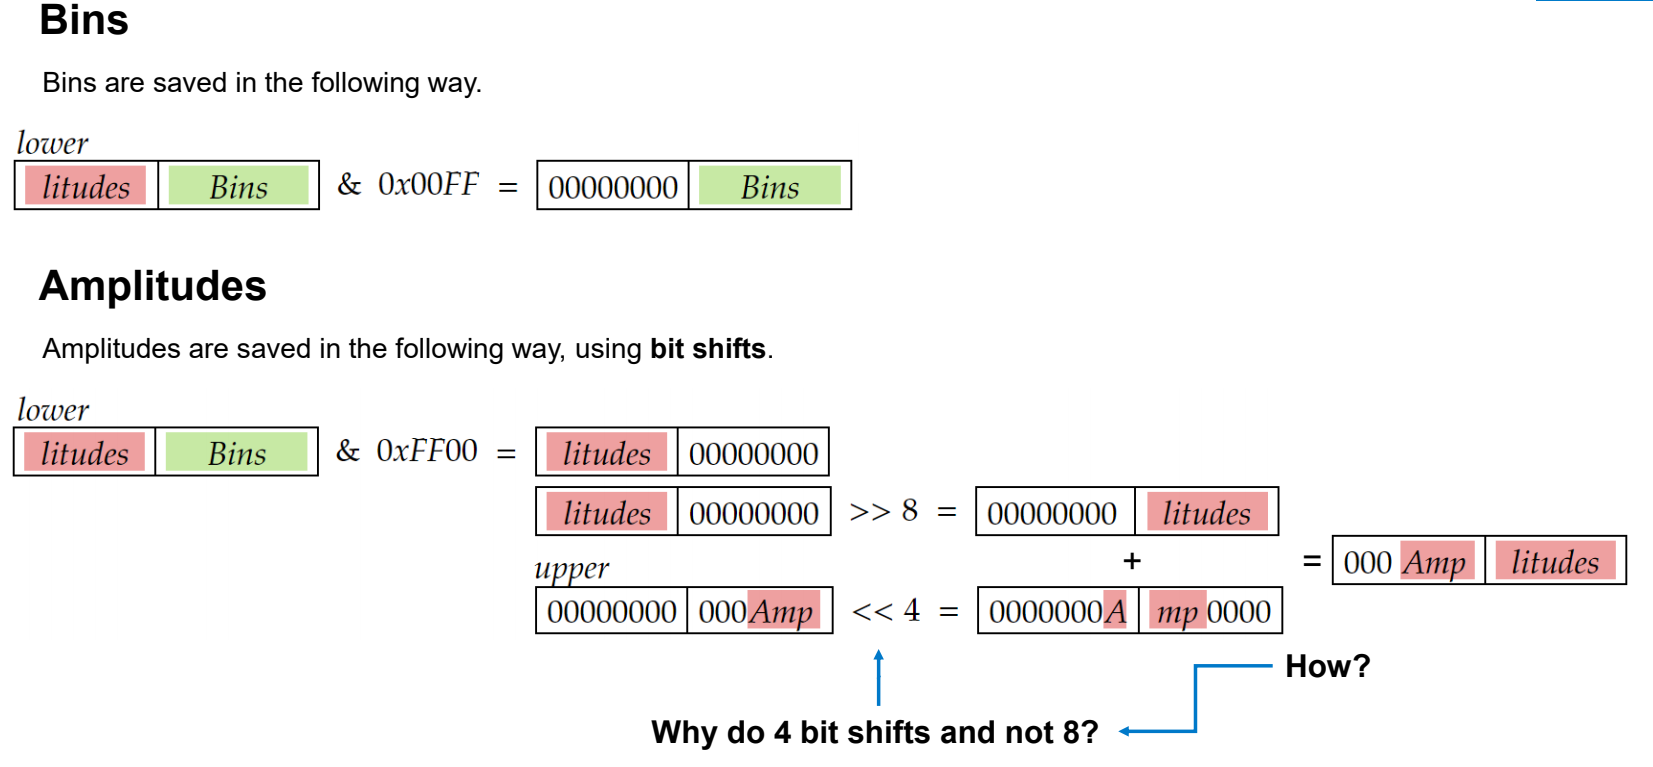 Bins
Bins are saved in the following way.
lower
litudes Bins & 0x00FF = 00000000 Bins
Amplitudes
Amplitudes are saved in the following way, using bit shifts.
lower
litudes Bins & 0xFF00 = litudes 00000000
litudes 00000000 >> 8 = 00000000 litudes
upper + = 000 Amp litudes
00000000 000Amp << 4 = 0000000A mp0000
How?
Why do 4 bit shifts and not 8?